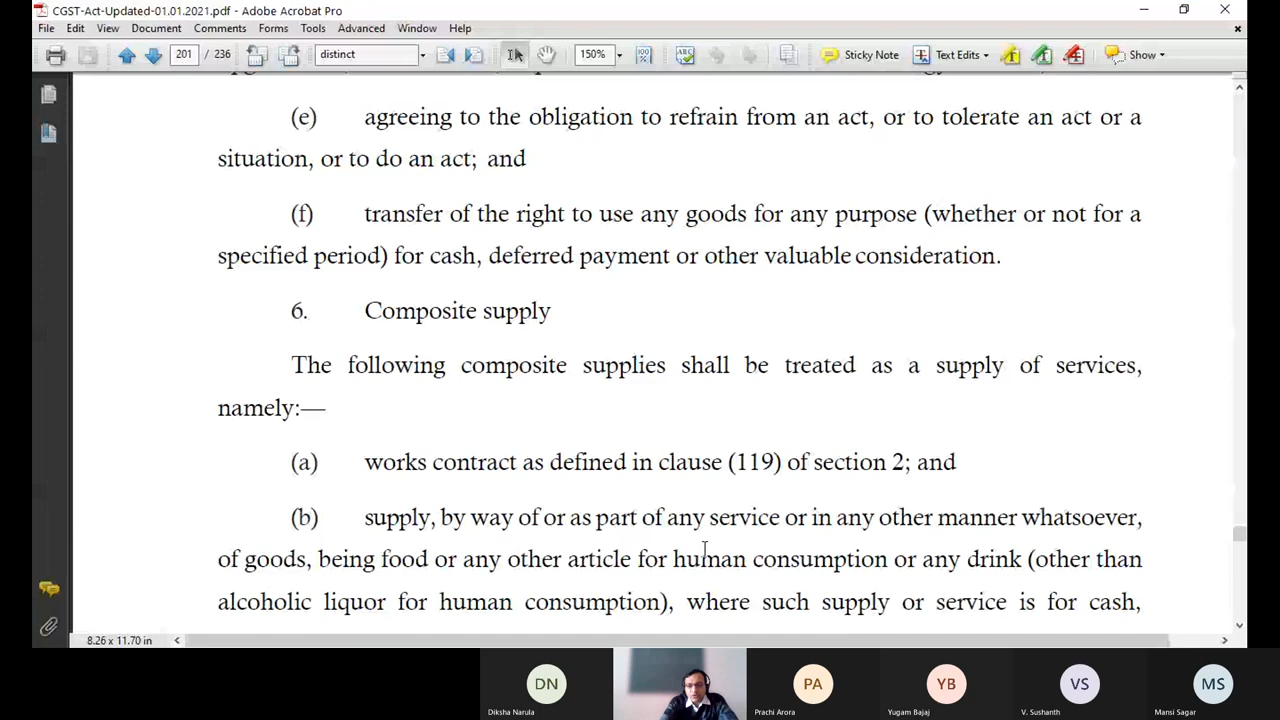 CGST-Act-Updated-01.01.2021.pdf - Adobe Acrobat Pro
File Edit View Document Comments Forms Tools Advanced Window Help
201 / 236 distinct 150% Sticky Note Text Edits Show
(e) agreeing to the obligation to refrain from an act, or to tolerate an act or a
situation, or to do an act; and
(f) transfer of the right to use any goods for any purpose (whether or not for a
specified period) for cash, deferred payment or other valuable consideration.
6. Composite supply
The following composite supplies shall be treated as a supply of services,
namely:—
(a) works contract as defined in clause (119) of section 2; and
(b) supply, by way of or as part of any service or in any other manner whatsoever,
of goods, being food or any other article for human consumption or any drink (other than
alcoholic liquor for human consumption), where such supply or service is for cash,
8.26 x 11.70 in
DN PA YB VS MS
Diksha Narula Prachi Arora Yugam Bajaj V. Sushanth Mansi Sagar